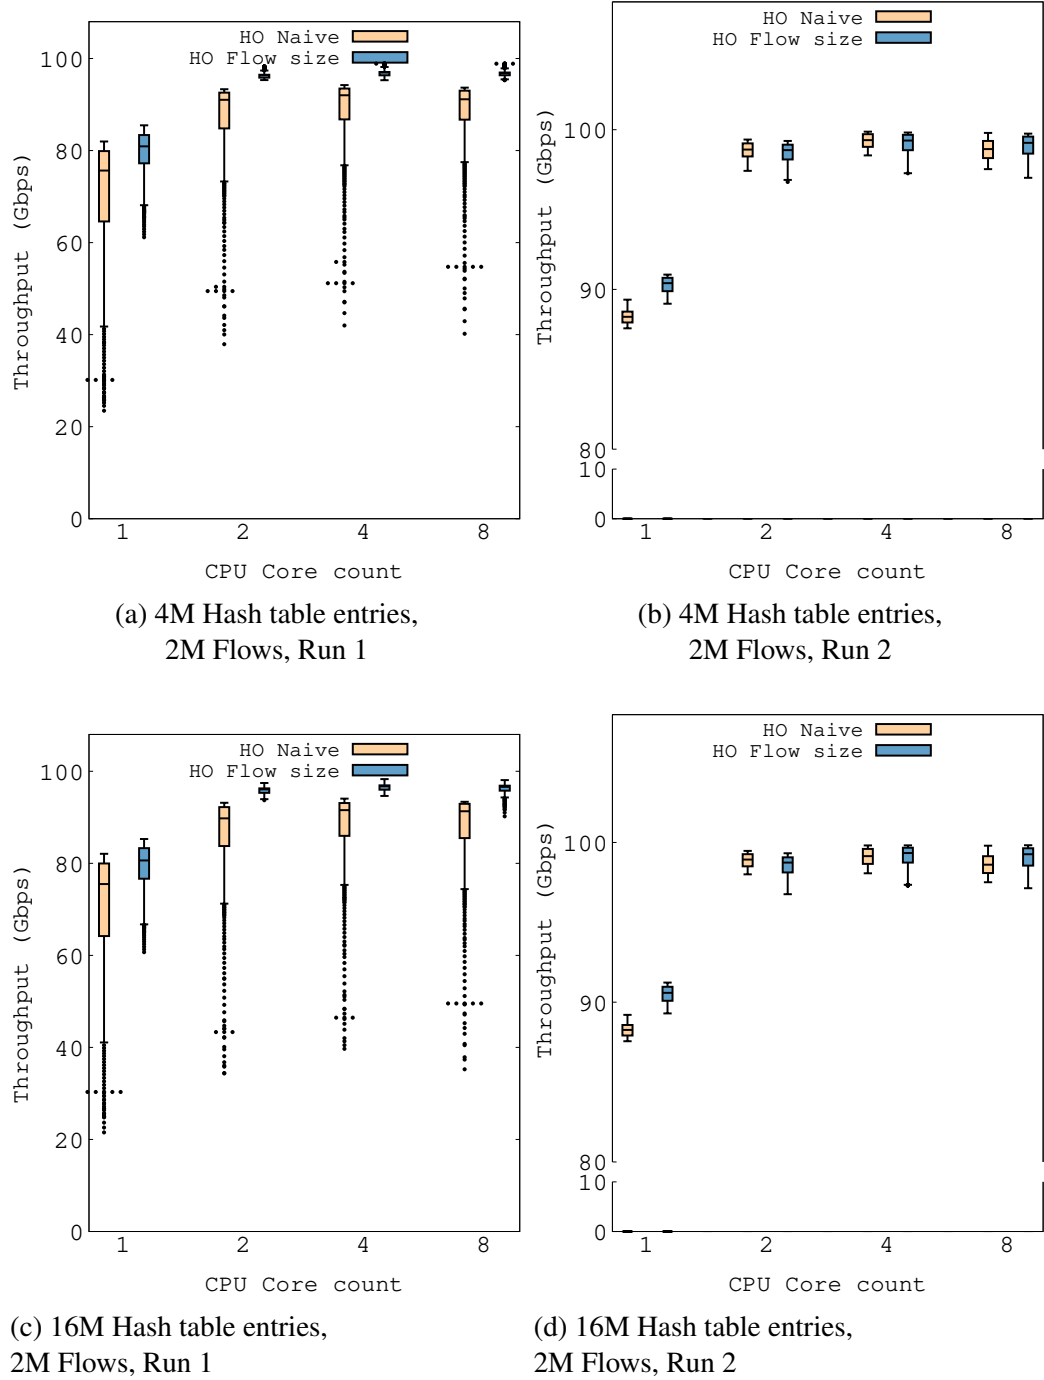 HO Naive
HO Flow size
100
80
60
40
20
0
Throughput (Gbps)
1 2 4 8
CPU Core count
(a) 4M Hash table entries,
2M Flows, Run 1
HO Naive
HO Flow size
100
90
80
10
0
Throughput (Gbps)
1 2 4 8
CPU Core count
(b) 4M Hash table entries,
2M Flows, Run 2
HO Naive
HO Flow size
100
80
60
40
20
0
Throughput (Gbps)
1 2 4 8
CPU Core count
(c) 16M Hash table entries,
2M Flows, Run 1
HO Naive
HO Flow size
100
90
80
10
0
Throughput (Gbps)
1 2 4 8
CPU Core count
(d) 16M Hash table entries,
2M Flows, Run 2